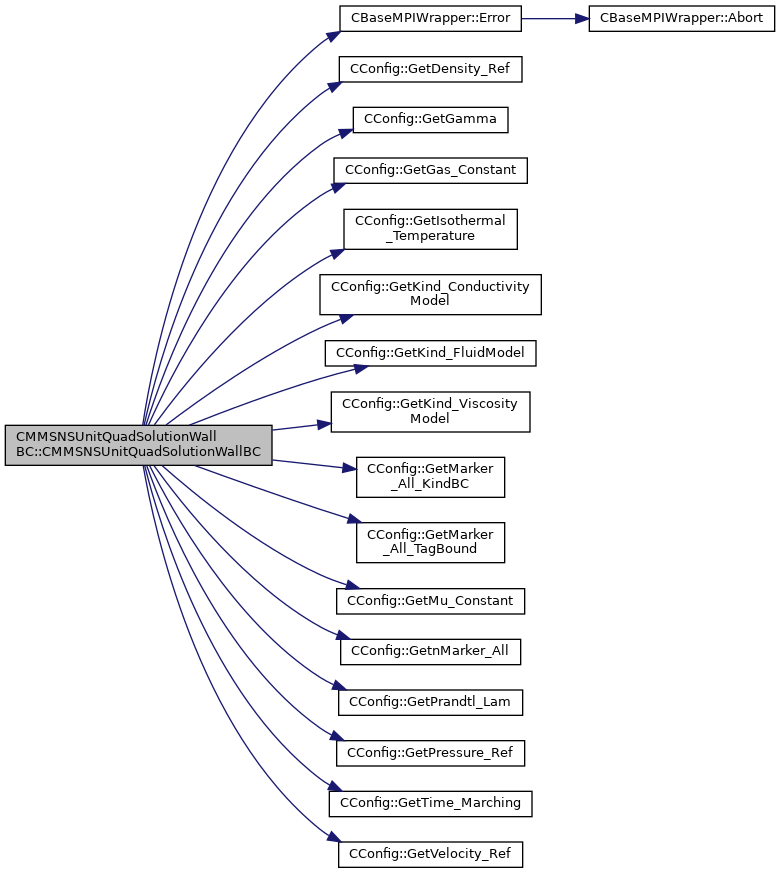 CBaseMPIWrapper::Error
CBaseMPIWrapper::Abort
CConfig::GetDensity_Ref
CConfig::GetGamma
CConfig::GetGas_Constant
CConfig::GetIsothermal
_Temperature
CConfig::GetKind_Conductivity
Model
CConfig::GetKind_FluidModel
CConfig::GetKind_Viscosity
Model
CMMSNSUnitQuadSolutionWall
BC::CMMSNSUnitQuadSolutionWallBC
CConfig::GetMarker
_All_KindBC
CConfig::GetMarker
_All_TagBound
CConfig::GetMu_Constant
CConfig::GetnMarker_All
CConfig::GetPrandtl_Lam
CConfig::GetPressure_Ref
CConfig::GetTime_Marching
CConfig::GetVelocity_Ref